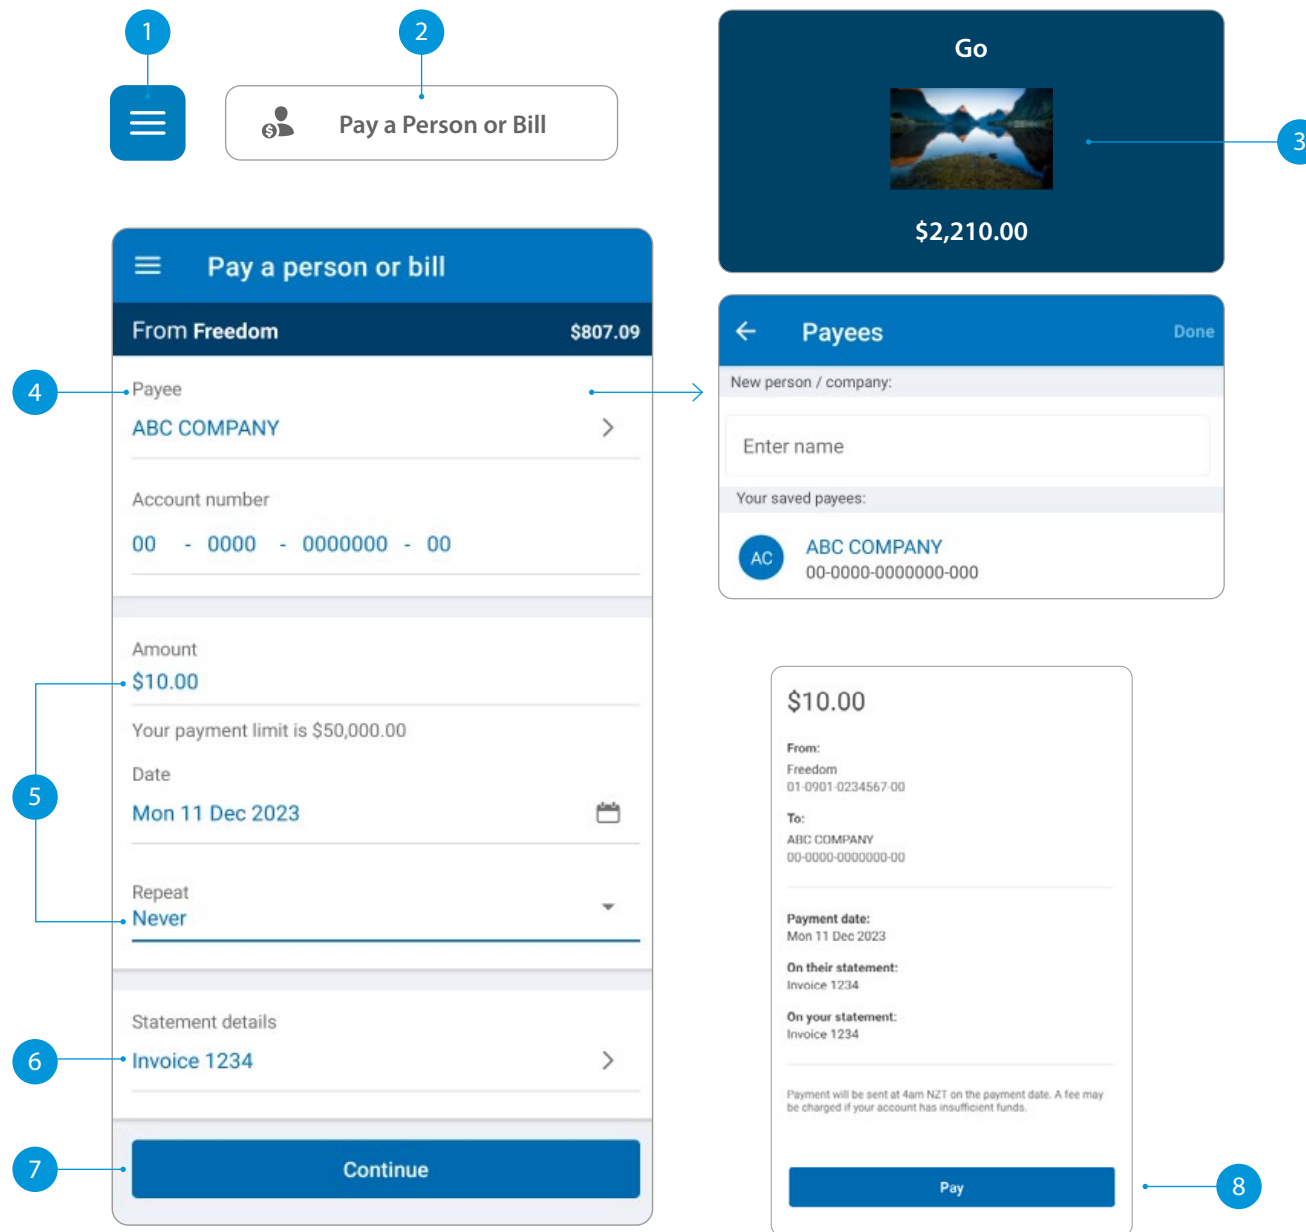 1
2
Pay a Person or Bill
Go
3
$2,210.00
Pay a person or bill
From Freedom $807.09
4
Payee
ABC COMPANY
Account number
00 - 0000 - 0000000 - 00
Payees
Done
New person / company:
Enter name
Your saved payees:
AC
ABC COMPANY
00-0000-0000000-000
Amount
$10.00
Your payment limit is $50,000.00
5
Date
Mon 11 Dec 2023
Repeat
Never
Statement details
6
Invoice 1234
7
Continue
$10.00
From:
Freedom
01-0901-0234567-00
To:
ABC COMPANY
00-0000-0000000-00
Payment date:
Mon 11 Dec 2023
On their statement:
Invoice 1234
On your statement:
Invoice 1234
Payment will be sent at 4am NZT on the payment date. A fee may
be charged if your account has insufficient funds.
Pay
8